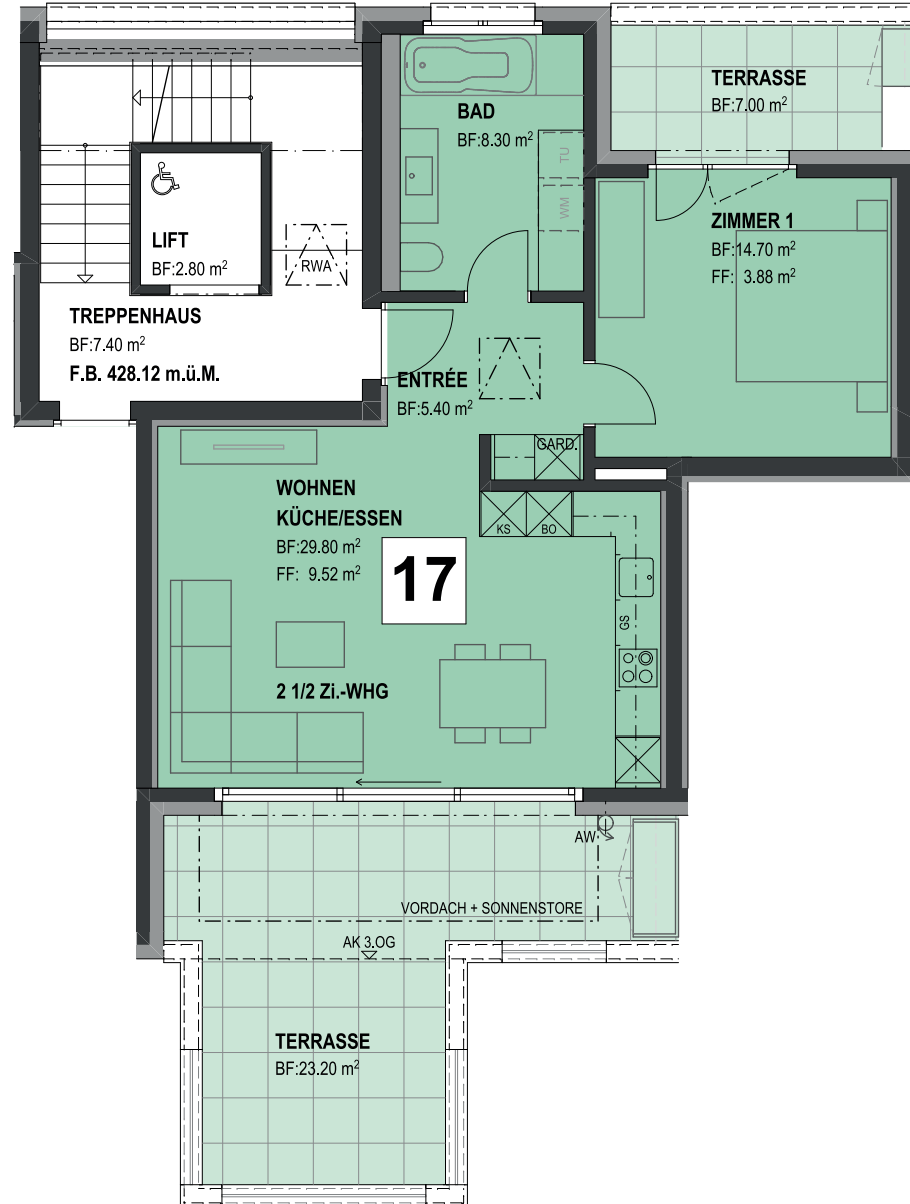 TERRASSE
BF:7.00 m²
BAD
BF:8.30 m²
TU
WM
LIFT
BF:2.80 m²
RWA
ZIMMER 1
BF:14.70 m²
FF: 3.88 m²
TREPPENHAUS
BF:7.40 m²
F.B. 428.12 m.ü.M.
ENTRÉE
BF:5.40 m²
GARD.
WOHNEN
KÜCHE/ESSEN
BF:29.80 m²
FF: 9.52 m²
17
KS
BO
GS
2 1/2 Zi.-WHG
AW
VORDACH + SONNENSTORE
AK 3.OG
TERRASSE
BF:23.20 m²